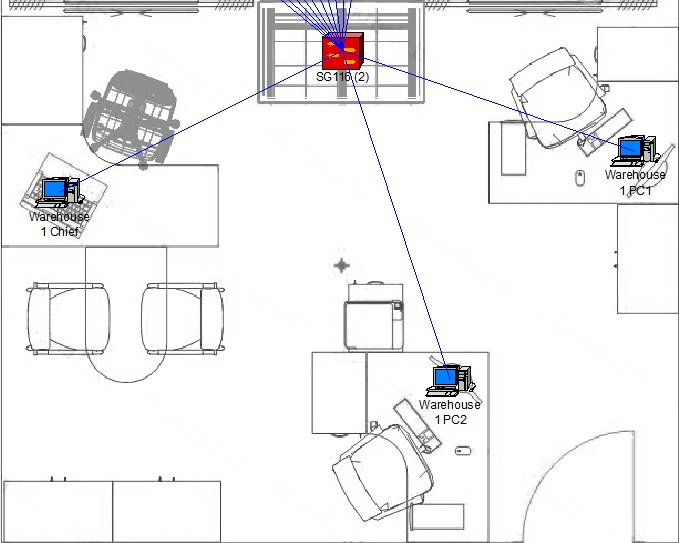 SG116 (2)
Warehouse
1 PC1
Warehouse
1 Chief
Warehouse
1 PC2